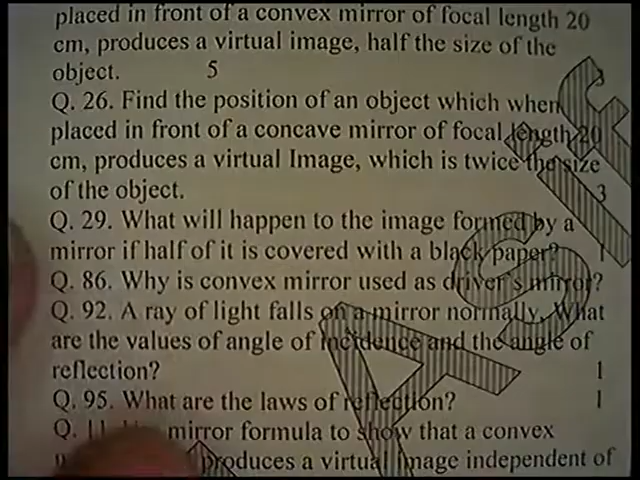 placed in front of a convex mirror of focal length 20
cm, produces a virtual image, half the size of the
object. 5 3
Q. 26. Find the position of an object which when
placed in front of a concave mirror of focal length 20
cm, produces a virtual Image, which is twice the size
of the object. 3
Q. 29. What will happen to the image formed by a
mirror if half of it is covered with a black paper? 1
Q. 86. Why is convex mirror used as driver's mirror?
Q. 92. A ray of light falls on a mirror normally. What
are the values of angle of incidence and the angle of
reflection? 1
Q. 95. What are the laws of reflection? 1
Q. mirror formula to show that a convex
produces a virtual image independent of